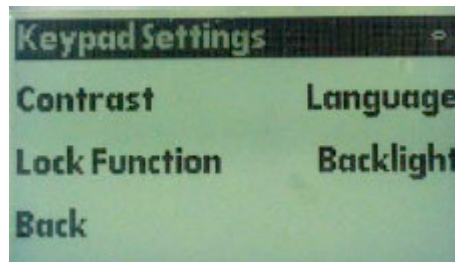 Keypad Settings
Contrast Language
Lock Function Backlight
Back